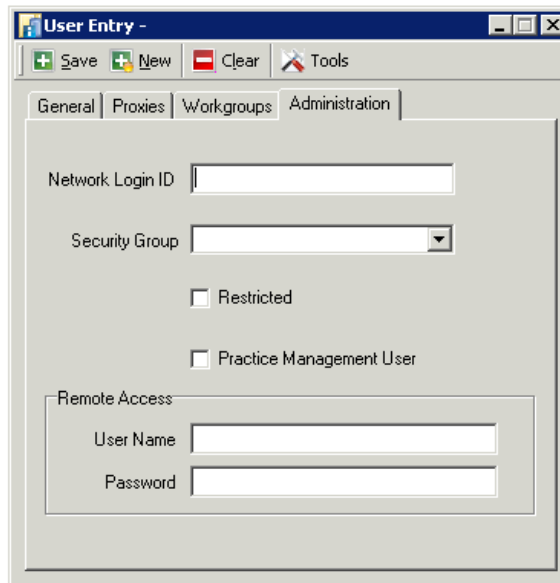 User Entry -
Save New Clear Tools
General Proxies Workgroups Administration
Network Login ID
Security Group
Restricted
Practice Management User
Remote Access
User Name
Password